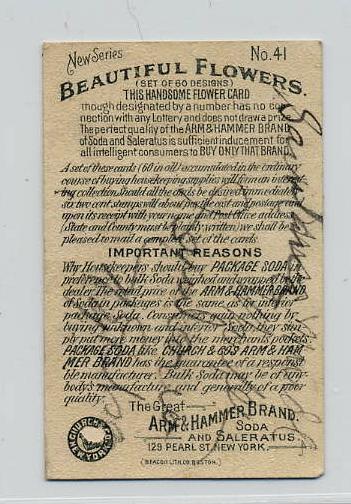 New Series No. 41
BEAUTIFUL FLOWERS.
(SET OF 60 DESIGNS)
THIS HANDSOME FLOWER CARD
though designated by a number has no con
nection with any Lottery and does not draw a prize
The perfect quality of the ARM & HAMMER BRAND
of Soda and Saleratus is sufficient inducement for
all intelligent consumers to BUY ONLY THAT BRAND
A set of these cards (60 in all) accumulated in the ordinary
course of buying housekeeping supplies will form an interest-
ing collection should all the cards be desired immediately
six two cent stamps will about pay the cost and postage and
upon its receipt with your name and Post Office address
(State and County must be plainly written) we shall be
pleased to mail a complete set of the cards.
IMPORTANT REASONS
Why Housekeepers should buy PACKAGE SODA in
preference to bulk Soda weighed and wrapped by the
dealer. The retail price of the ARM & HAMMER BRAND
of Soda in packages is the same as the inferior
package Soda. Consumers gain nothing by
buying unknown and inferior Soda they sim-
ply put more money into the merchants pockets
PACKAGE SODA like CHURCH & COS ARM & HAM-
MER BRAND has the guarantee of a responsi-
ble manufacturer. Bulk Soda may be of any-
body's manufacture and generally of a poor
quality.
The Great
ARM & HAMMER BRAND.
SODA
AND SALERATUS.
129 PEARL ST. NEW YORK.
CHURCH & CO
NEW YORK
(BEACON LITH. CO. BOSTON.)